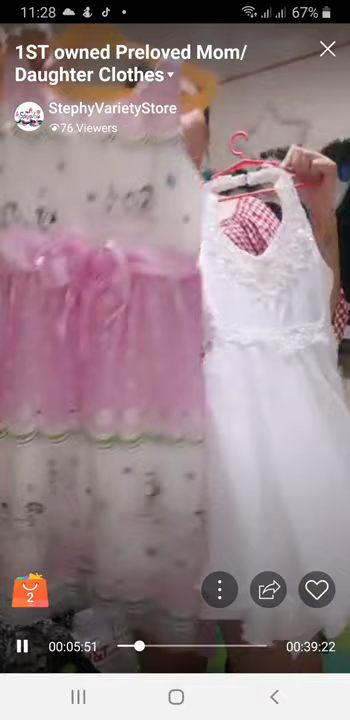 11:28
67%
1ST owned Preloved Mom/
Daughter Clothes
StephyVarietyStore
76 Viewers
2
00:05:51
00:39:22